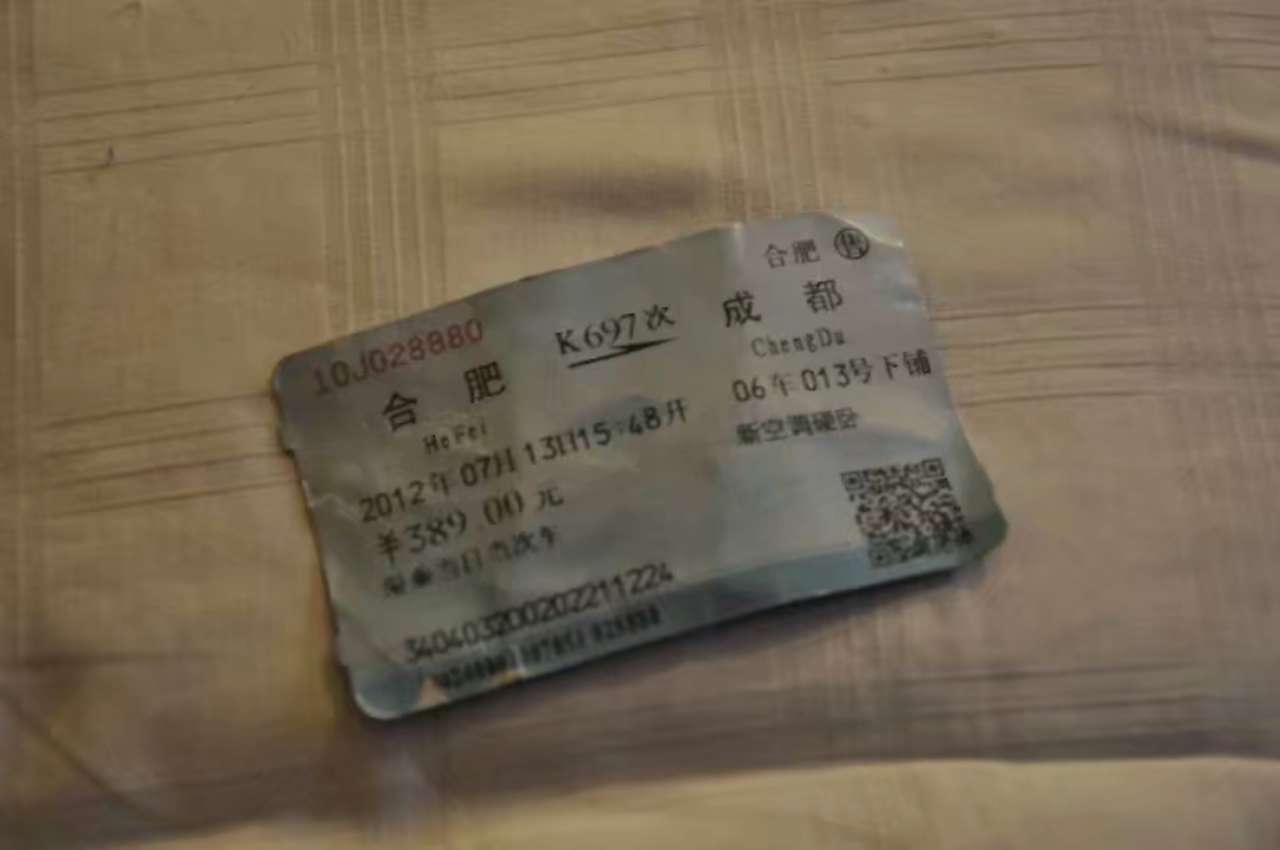 合肥 售
10J028880
合肥 K697次 成都
HeFei ChengDu
2012年07月13日15:48开 06车013号下铺
¥389.00元 新空调硬卧
限乘当日当次车
340403200202211224